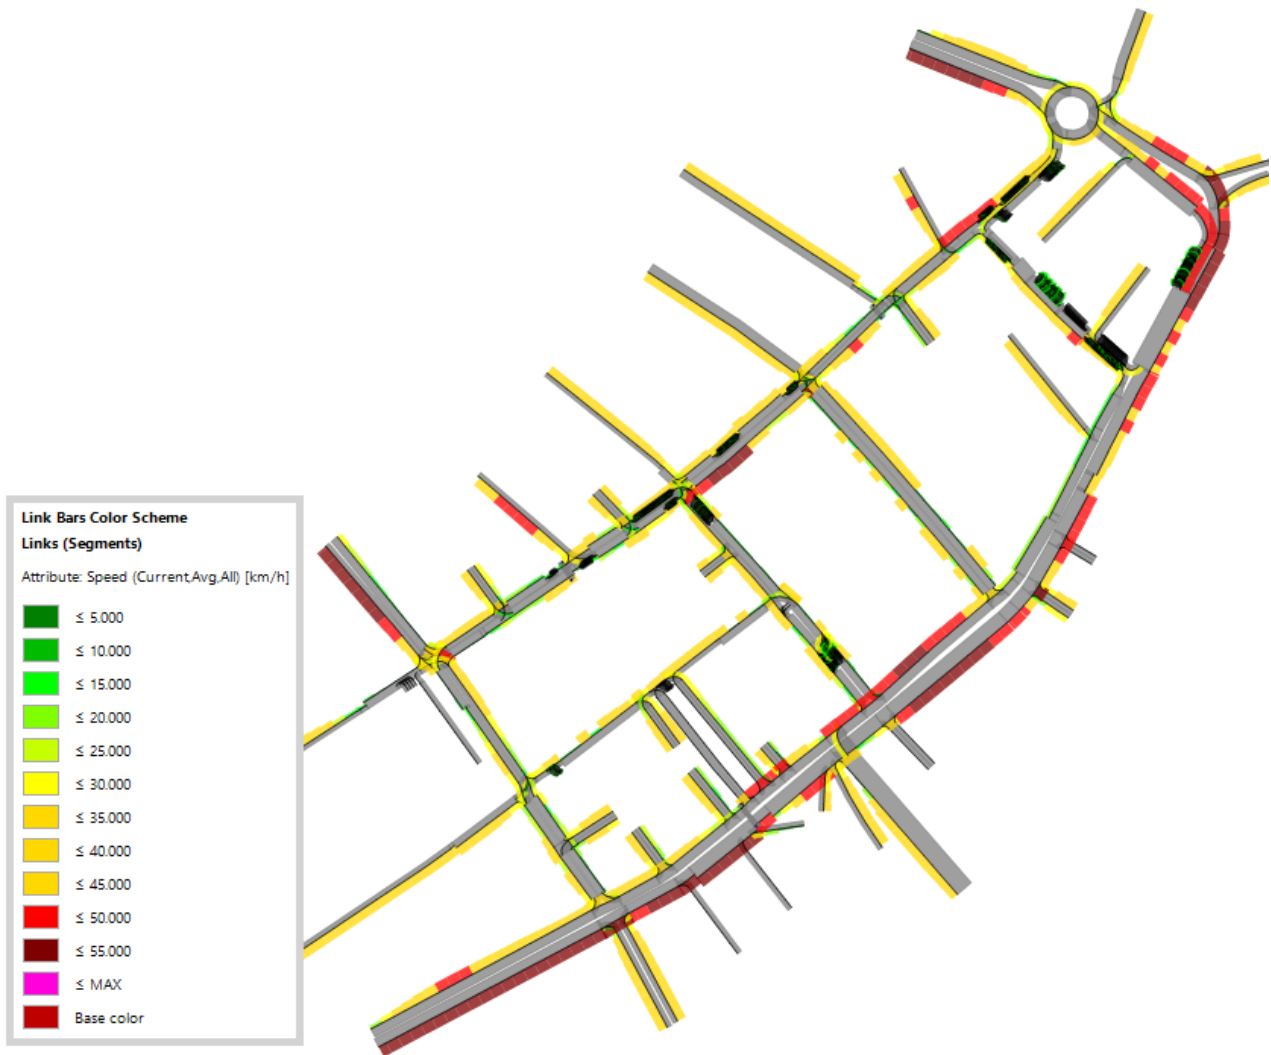 Link Bars Color Scheme
Links (Segments)
Attribute: Speed (Current,Avg,All) [km/h]
≤ 5.000
≤ 10.000
≤ 15.000
≤ 20.000
≤ 25.000
≤ 30.000
≤ 35.000
≤ 40.000
≤ 45.000
≤ 50.000
≤ 55.000
≤ MAX
Base color